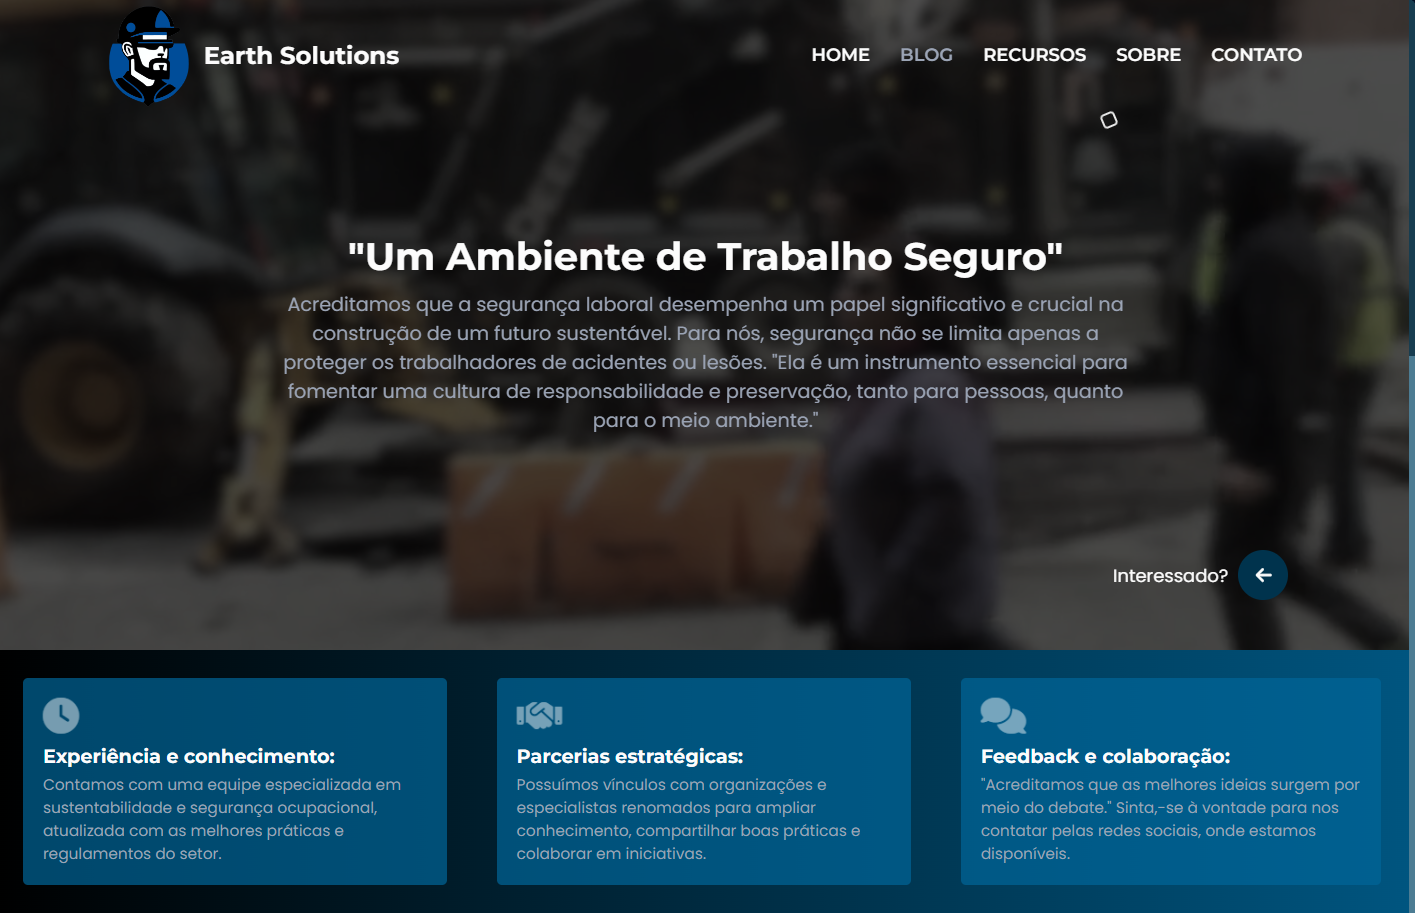 Earth Solutions
HOME BLOG RECURSOS SOBRE CONTATO
"Um Ambiente de Trabalho Seguro"
Acreditamos que a segurança laboral desempenha um papel significativo e crucial na
construção de um futuro sustentável. Para nós, segurança não se limita apenas a
proteger os trabalhadores de acidentes ou lesões. "Ela é um instrumento essencial para
fomentar uma cultura de responsabilidade e preservação, tanto para pessoas, quanto
para o meio ambiente."
Interessado?
Experiência e conhecimento:
Contamos com uma equipe especializada em
sustentabilidade e segurança ocupacional,
atualizada com as melhores práticas e
regulamentos do setor.
Parcerias estratégicas:
Possuímos vínculos com organizações e
especialistas renomados para ampliar
conhecimento, compartilhar boas práticas e
colaborar em iniciativas.
Feedback e colaboração:
"Acreditamos que as melhores ideias surgem por
meio do debate." Sinta,-se à vontade para nos
contatar pelas redes sociais, onde estamos
disponíveis.